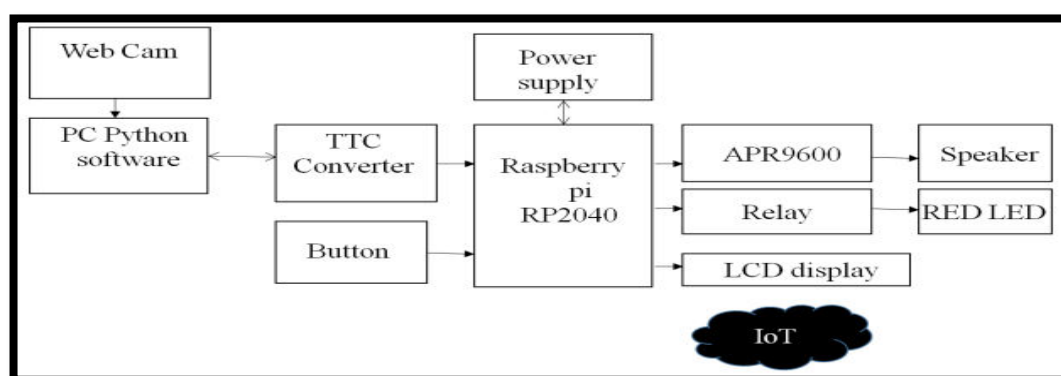 Web Cam
PC Python
software
TTC
Converter
Button
Power
supply
Raspberry
pi
RP2040
APR9600
Speaker
Relay
RED LED
LCD display
IoT